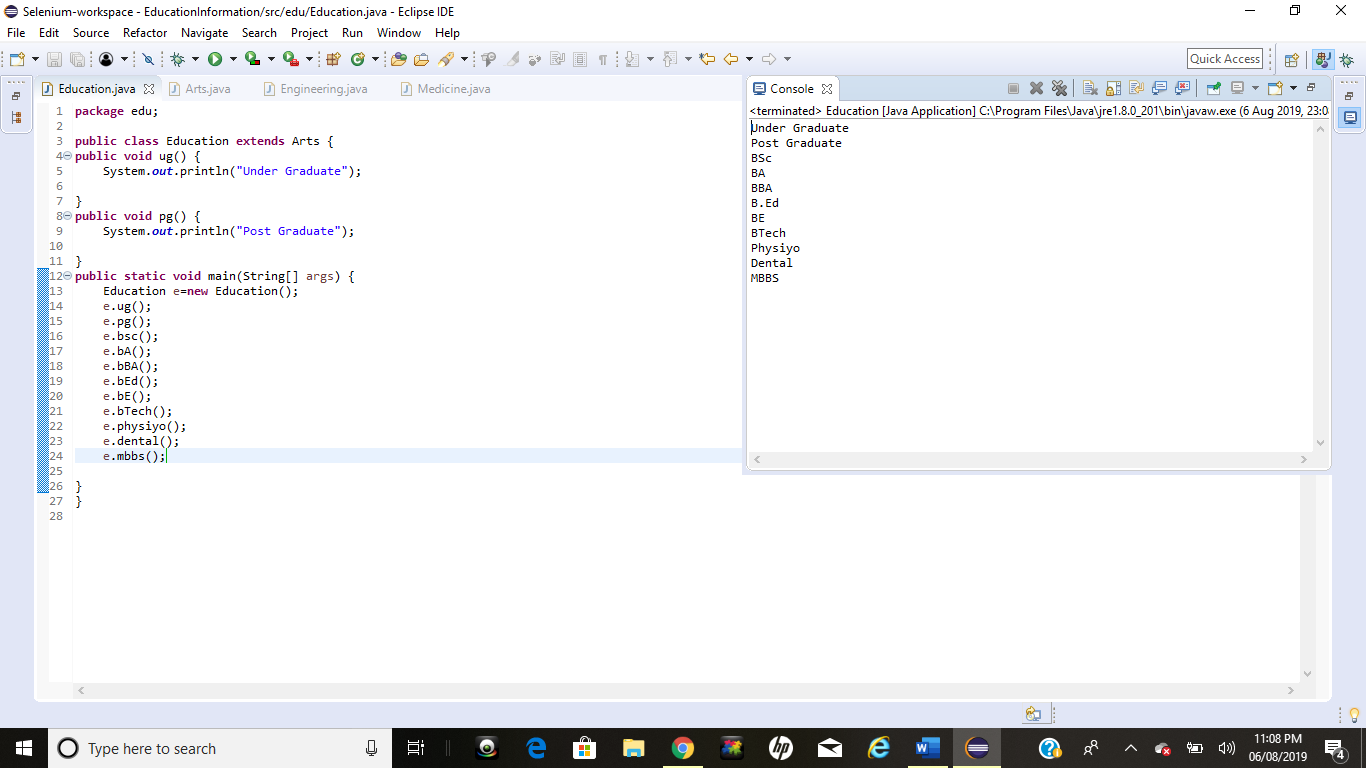 Selenium-workspace - EducationInformation/src/edu/Education.java - Eclipse IDE
File Edit Source Refactor Navigate Search Project Run Window Help
Quick Access
Education.java Arts.java Engineering.java Medicine.java
1 package edu;
2
3 public class Education extends Arts {
4 public void ug() {
5 System.out.println("Under Graduate");
6
7 }
8 public void pg() {
9 System.out.println("Post Graduate");
10
11 }
12 public static void main(String[] args) {
13 Education e=new Education();
14 e.ug();
15 e.pg();
16 e.bsc();
17 e.bA();
18 e.bBA();
19 e.bEd();
20 e.bE();
21 e.bTech();
22 e.physiyo();
23 e.dental();
24 e.mbbs();
25
26 }
27 }
28
Console
<terminated> Education [Java Application] C:\Program Files\Java\jre1.8.0_201\bin\javaw.exe (6 Aug 2019, 23:0
Under Graduate
Post Graduate
BSc
BA
BBA
B.Ed
BE
BTech
Physiyo
Dental
MBBS
Type here to search
11:08 PM
06/08/2019
4